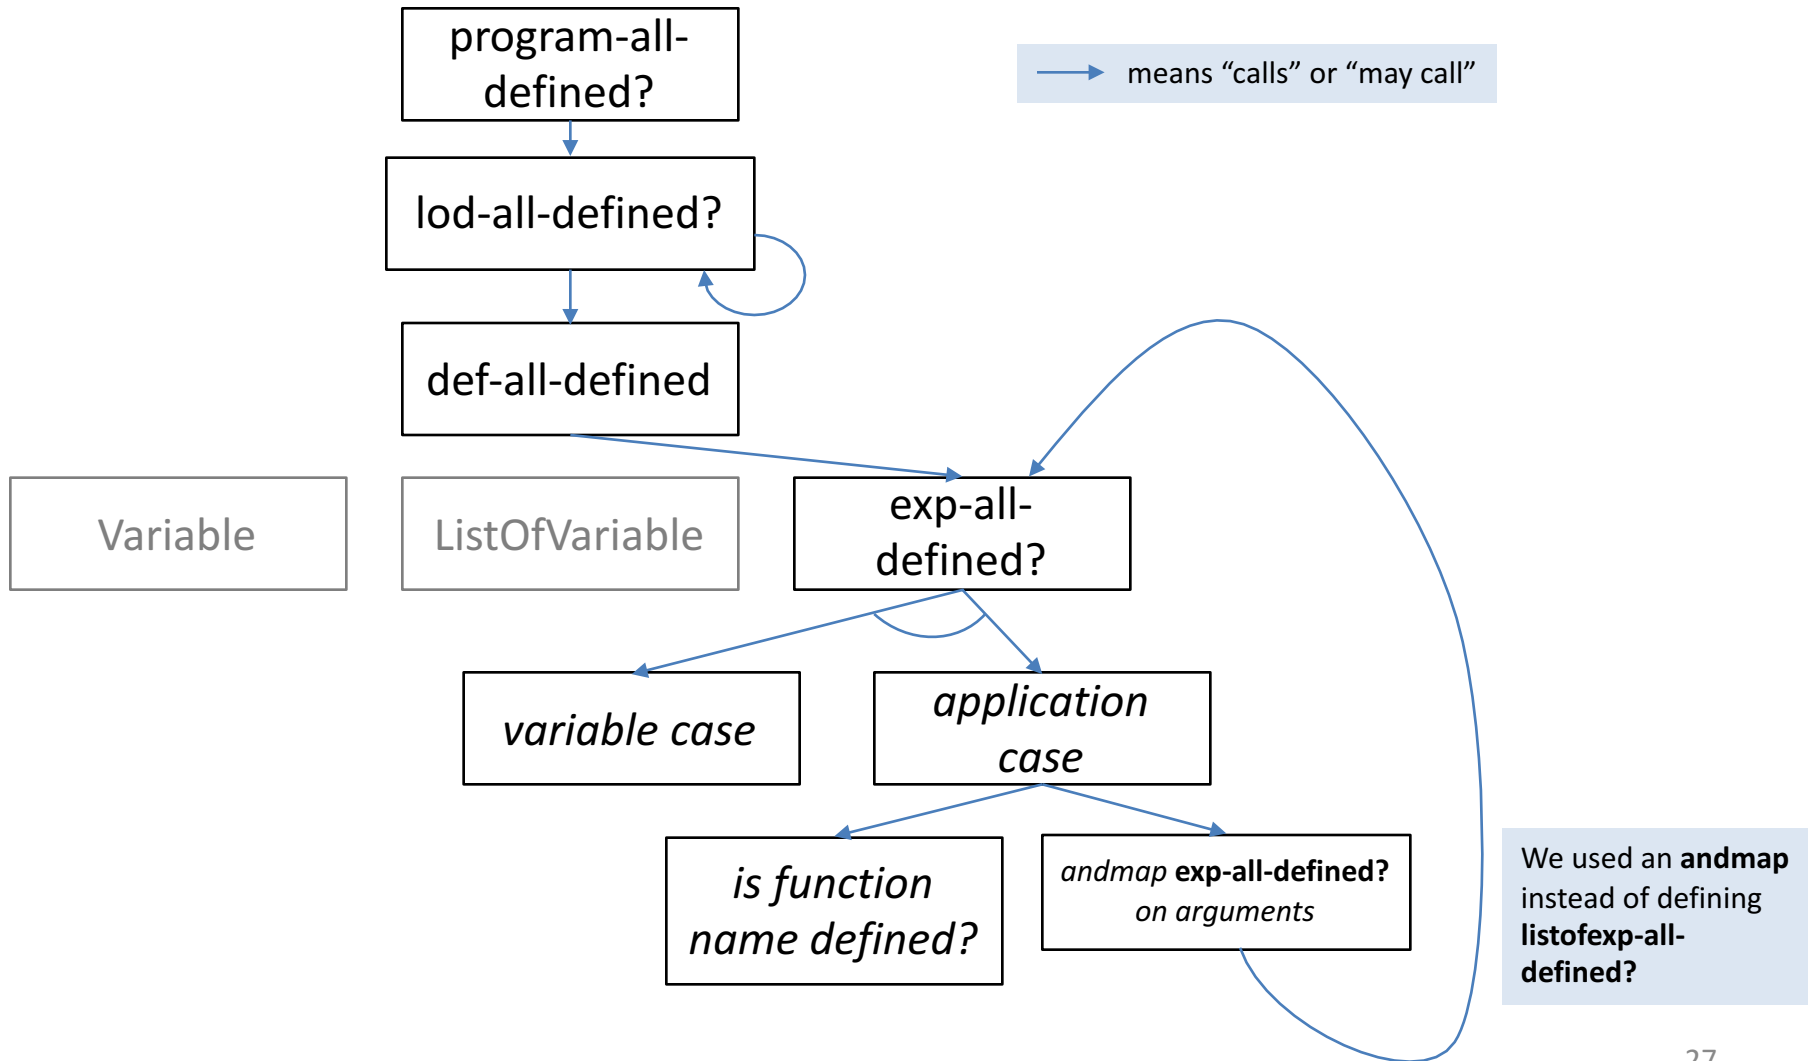 program-all-
defined?
means “calls” or “may call”
lod-all-defined?
def-all-defined
Variable
ListOfVariable
exp-all-
defined?
variable case
application
case
is function
name defined?
andmap exp-all-defined?
on arguments
We used an andmap
instead of defining
listofexp-all-
defined?
27